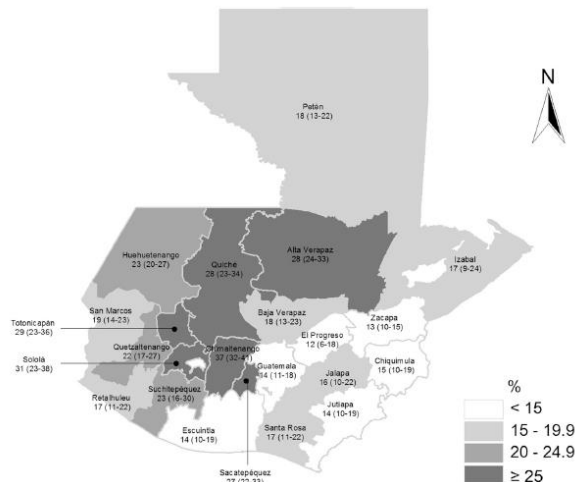 N
Petén
18 (13-22)
Huehuetenango
23 (20-27)
Quiche
28 (23-34)
Alta Verapaz
28 (24-33)
Izabal
17 (9-24)
San Marcos
19 (14-23)
Baja Verapaz
18 (13-23)
Zacapa
13 (10-15)
Totonicapán
29 (23-36)
El Progreso
12 (6-18)
Quetzaltenango
22 (17-27)
Chimaltenango
37 (32-41)
Guatemala
14 (11-18)
Chiquimula
15 (10-19)
Sololá
31 (23-38)
Jalapa
16 (10-22)
Suchitepéquez
23 (16-30)
Retalhuleu
17 (11-22)
Jutiapa
14 (10-19)
Santa Rosa
17 (11-22)
Escuintla
14 (10-19)
Sacatepéquez
27 (22-33)
%
< 15
15 - 19.9
20 - 24.9
≥ 25